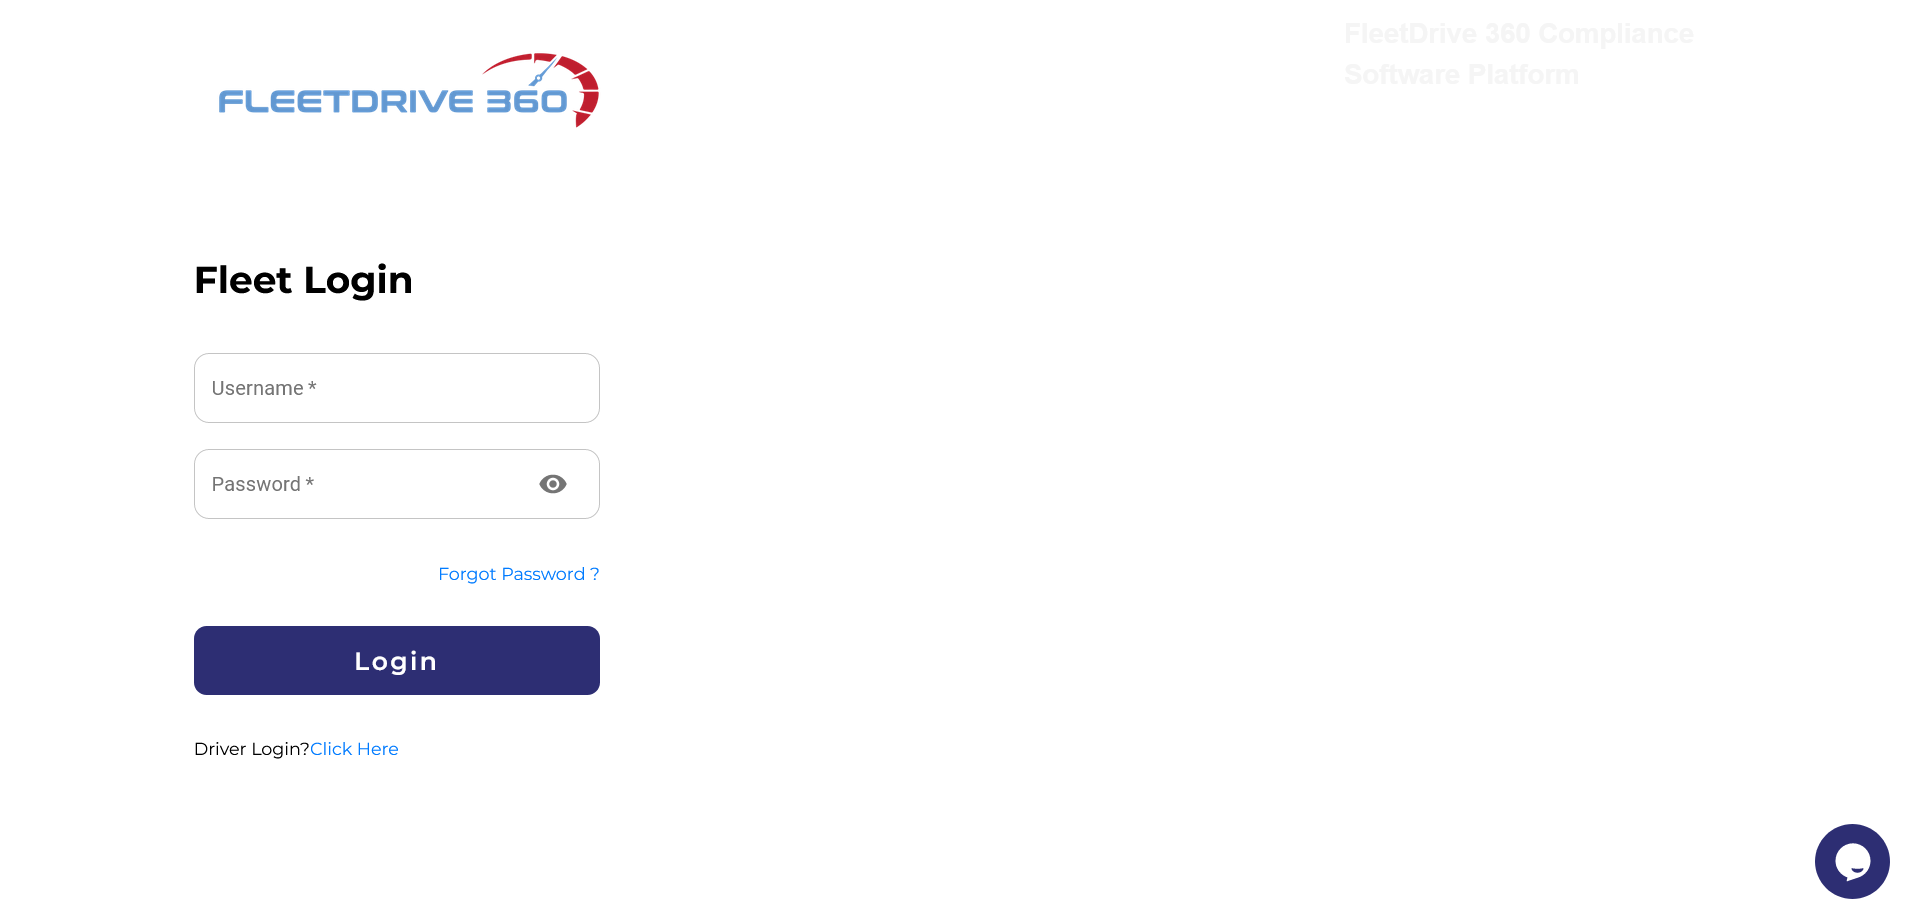 FleetDrive 360 Compliance
Software Platform
FLEETDRIVE 360
Fleet Login
Username *
Password *
Forgot Password ?
Login
Driver Login?Click Here